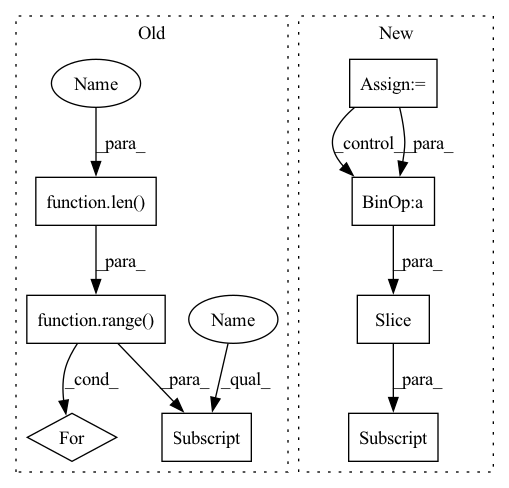 Old
New
Name
Assign:=
_para_
_control_
_para_
function.len()
BinOp:a
_para_
_para_
function.range()
Name
Slice
_cond_
_para_
_qual_
_para_
For
Subscript
Subscript